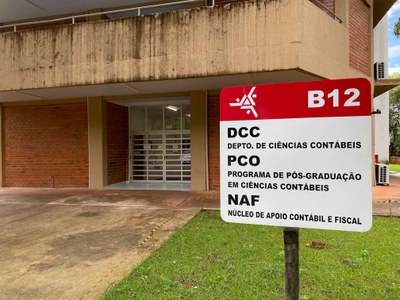 B12
DCC
DEPTO. DE CIÊNCIAS CONTÁBEIS
PCO
PROGRAMA DE PÓS-GRADUAÇÃO
EM CIÊNCIAS CONTÁBEIS
NAF
NÚCLEO DE APOIO CONTÁBIL E FISCAL